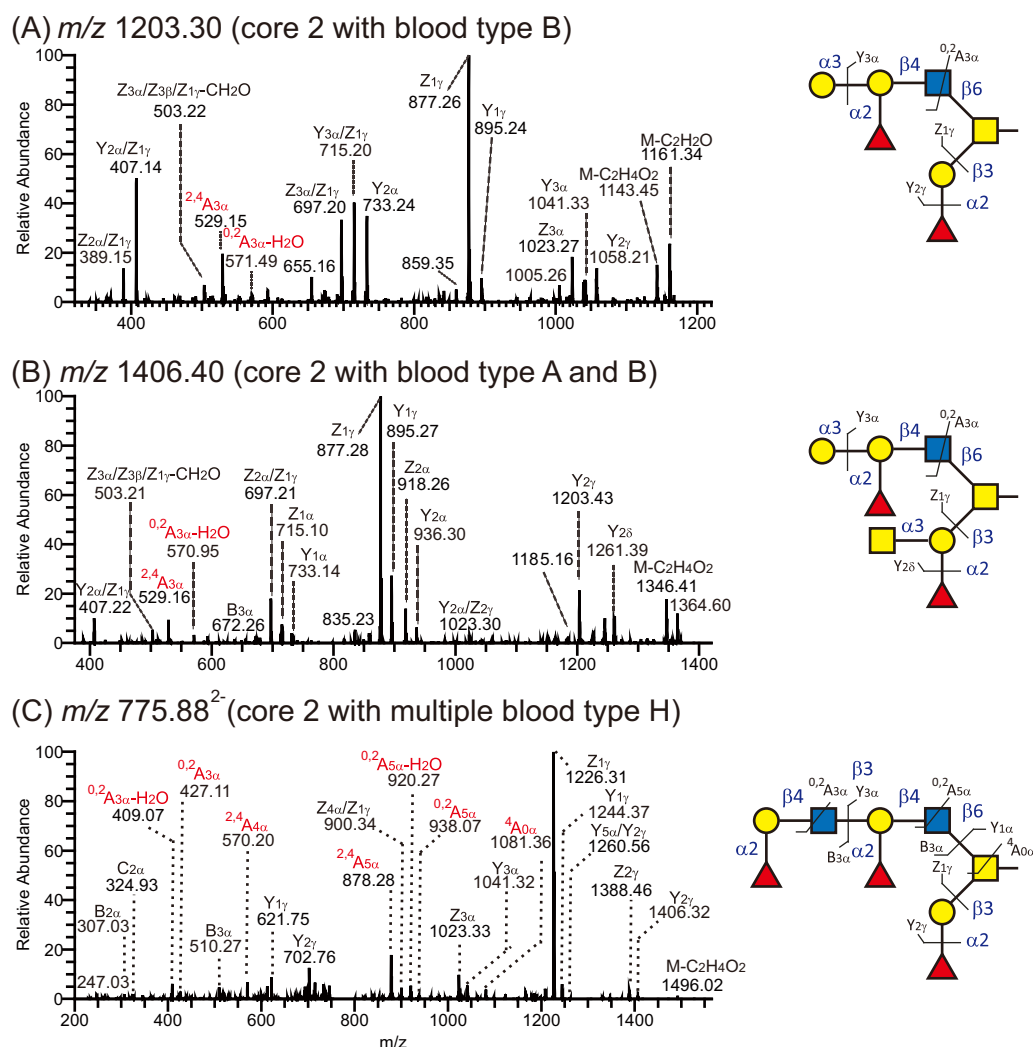 (A) m/z 1203.30 (core 2 with blood type B)
Relative Abundance
100
80
60
40
20
0
400
600
800
1000
1200
Z2α/Z1γ
389.15
Y2α/Z1γ
407.14
Z3α/Z3β/Z1γ-CH2O
503.22
2,4A3α
529.15
0,2A3α-H2O
571.49
655.16
Z3α/Z1γ
697.20
Y3α/Z1γ
715.20
Y2α
733.24
859.35
Z1γ
877.26
Y1γ
895.24
1005.26
Z3α
1023.27
Y3α
1041.33
Y2γ
1058.21
M-C2H4O2
1143.45
M-C2H2O
1161.34
α3
Y3α
β4
0,2A3α
β6
α2
Z1γ
β3
Y2γ
α2
(B) m/z 1406.40 (core 2 with blood type A and B)
Relative Abundance
100
80
60
40
20
0
400
600
800
1000
1200
1400
Y2α/Z1γ
407.22
Z3α/Z3β/Z1γ-CH2O
503.21
2,4A3α
529.16
0,2A3α-H2O
570.95
B3α
672.26
Z2α/Z1γ
697.21
Z1α
715.10
Y1α
733.14
835.23
Z1γ
877.28
Y1γ
895.27
Z2α
918.26
Y2α
936.30
Y2α/Z2γ
1023.30
1185.16
Y2γ
1203.43
Y2δ
1261.39
M-C2H4O2
1346.41
1364.60
α3
Y3α
β4
0,2A3α
β6
α2
Z1γ
α3
β3
Y2δ
α2
(C) m/z 775.88 2- (core 2 with multiple blood type H)
Relative Abundance
100
80
60
40
20
0
200
400
600
800
1000
1200
1400
m/z
247.03
B2α
307.03
C2α
324.93
0,2A3α-H2O
409.07
0,2A3α
427.11
B3α
510.27
2,4A4α
570.20
Y1γ
621.75
Y2γ
702.76
2,4A5α
878.28
Z4α/Z1γ
900.34
0,2A5α-H2O
920.27
0,2A5α
938.07
Z3α
1023.33
Y3α
1041.32
4A0α
1081.36
Z1γ
1226.31
Y1γ
1244.37
Y5α/Y2γ
1260.56
Z2γ
1388.46
Y2γ
1406.32
M-C2H4O2
1496.02
β4
0,2A3α
β3
Y3α
β4
0,2A5α
β6
Y1α
α2
B3α
α2
B3α
4A0α
Z1γ
β3
Y2γ
α2